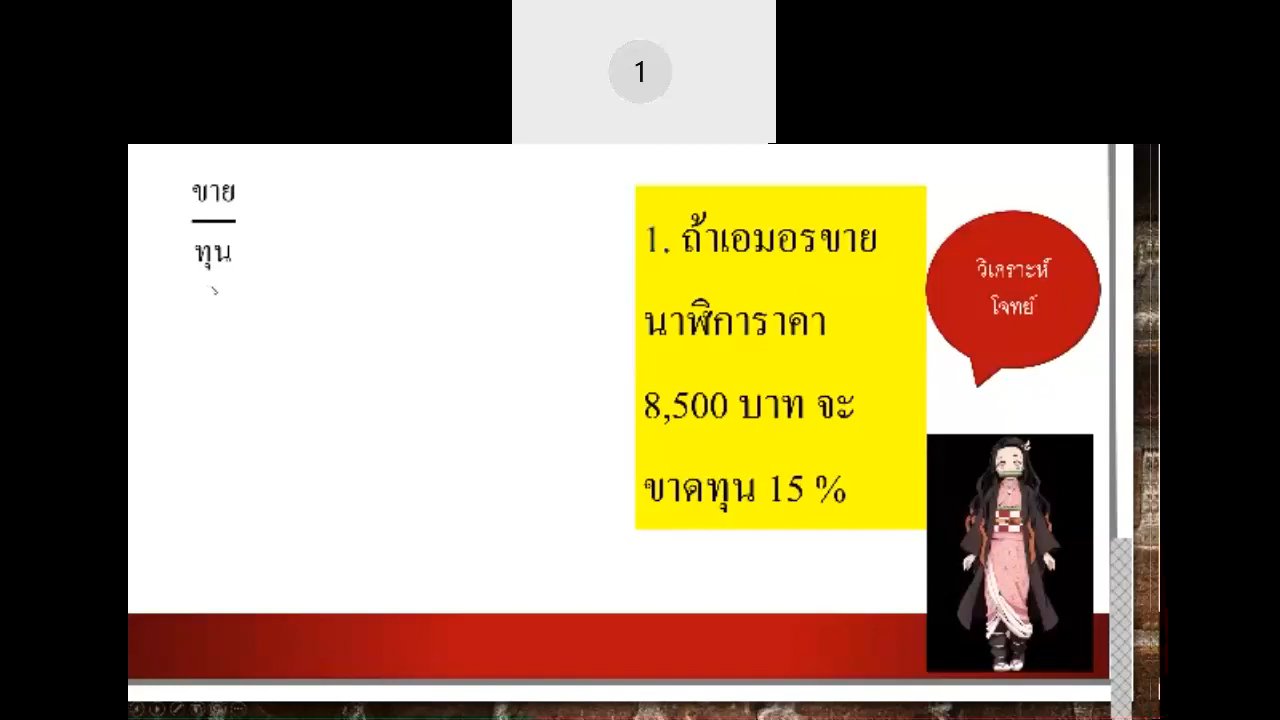 1
ขาย
ทุน
1. ถ้าเอมอรขาย
นาฬิการาคา
8,500 บาท จะ
ขาดทุน 15 %
วิเคราะห์
โจทย์